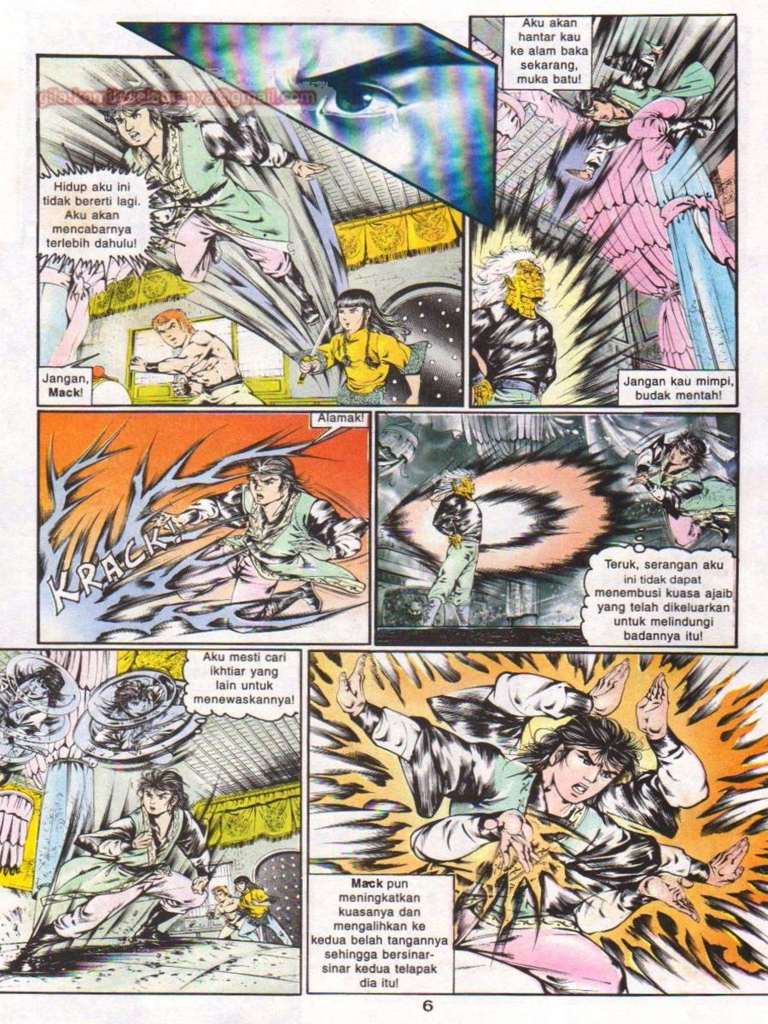 gilakomikselamanya@gmail.com
Hidup aku ini
tidak bererti lagi.
Aku akan
mencabarnya
terlebih dahulu!
Jangan,
Mack!
Aku akan
hantar kau
ke alam baka
sekarang,
muka batu!
Jangan kau mimpi,
budak mentah!
Alamak!
KRACK!
Teruk, serangan aku
ini tidak dapat
menembusi kuasa ajaib
yang telah dikeluarkan
untuk melindungi
badannya itu!
Aku mesti cari
ikhtiar yang
lain untuk
menewaskannya!
Mack pun
meningkatkan
kuasanya dan
mengalihkan ke
kedua belah tangannya
sehingga bersinar-
sinar kedua telapak
dia itu!
6